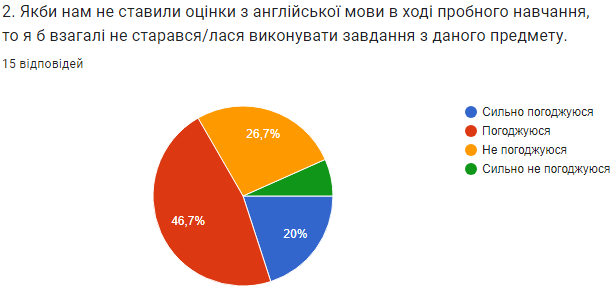 2. Якби нам не ставили оцінки з англійської мови в ході пробного навчання,
то я б взагалі не старався/лася виконувати завдання з даного предмету.
15 відповідей
26,7%
46,7%
20%
Сильно погоджуюся
Погоджуюся
Не погоджуюся
Сильно не погоджуюся